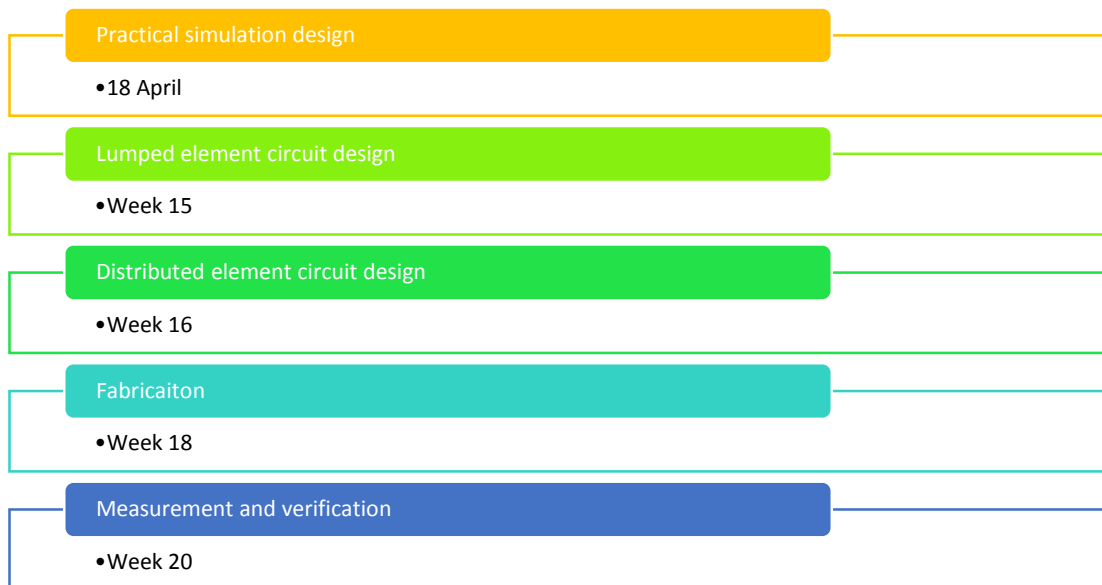 Practical simulation design
•18 April
Lumped element circuit design
•Week 15
Distributed element circuit design
•Week 16
Fabricaiton
•Week 18
Measurement and verification
•Week 20